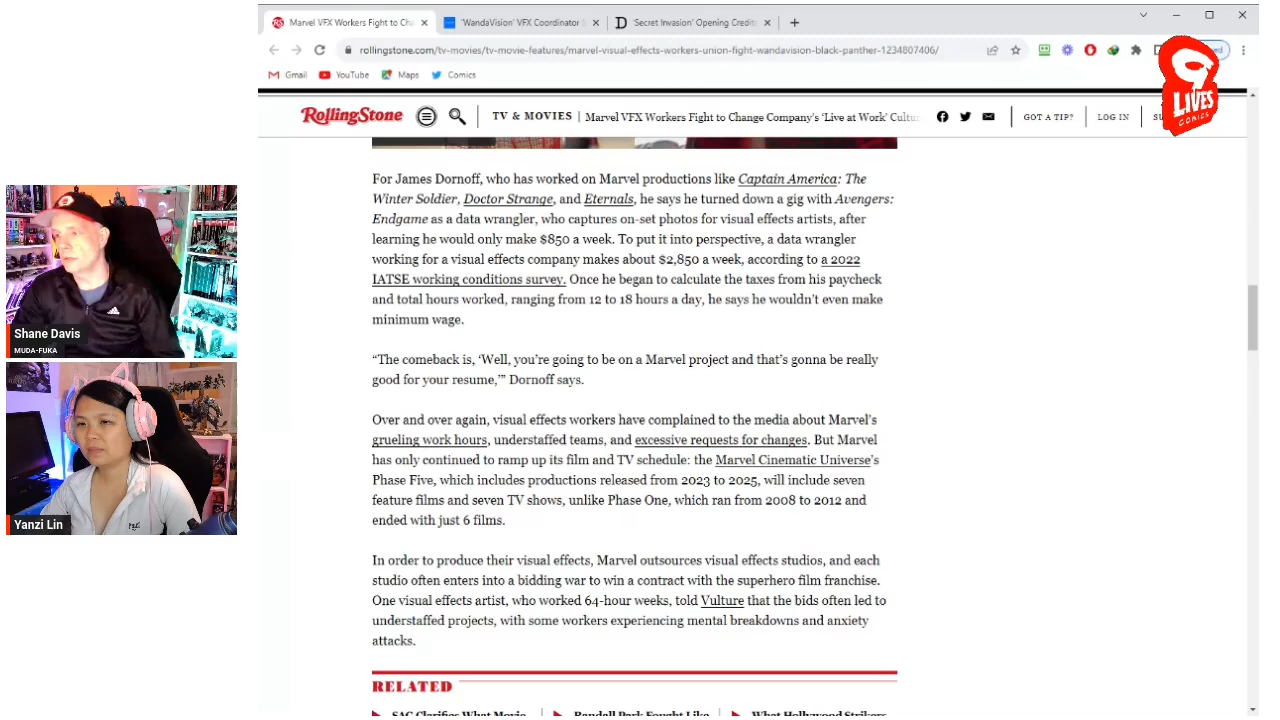 Marvel VFX Workers Fight to Cha
'WandaVision' VFX Coordinator
'Secret Invasion' Opening Credits
rollingstone.com/tv-movies/tv-movie-features/marvel-visual-effects-workers-union-fight-wandavision-black-panther-1234807406/
Gmail
YouTube
Maps
Comics
9
LIVES
COMICS
RollingStone
TV & MOVIES
Marvel VFX Workers Fight to Change Company's 'Live at Work' Cultu
GOT A TIP?
LOG IN
For James Dornoff, who has worked on Marvel productions like Captain America: The
Winter Soldier, Doctor Strange, and Eternals, he says he turned down a gig with Avengers:
Endgame as a data wrangler, who captures on-set photos for visual effects artists, after
learning he would only make $850 a week. To put it into perspective, a data wrangler
working for a visual effects company makes about $2,850 a week, according to a 2022
IATSE working conditions survey. Once he began to calculate the taxes from his paycheck
and total hours worked, ranging from 12 to 18 hours a day, he says he wouldn't even make
minimum wage.
“The comeback is, ‘Well, you're going to be on a Marvel project and that's gonna be really
good for your resume,’” Dornoff says.
Over and over again, visual effects workers have complained to the media about Marvel's
grueling work hours, understaffed teams, and excessive requests for changes. But Marvel
has only continued to ramp up its film and TV schedule: the Marvel Cinematic Universe's
Phase Five, which includes productions released from 2023 to 2025, will include seven
feature films and seven TV shows, unlike Phase One, which ran from 2008 to 2012 and
ended with just 6 films.
In order to produce their visual effects, Marvel outsources visual effects studios, and each
studio often enters into a bidding war to win a contract with the superhero film franchise.
One visual effects artist, who worked 64-hour weeks, told Vulture that the bids often led to
understaffed projects, with some workers experiencing mental breakdowns and anxiety
attacks.
RELATED
SAG Clarifies What Movie
Randall Park Fought Like
What Hollywood Strikers
Shane Davis
MUDA-FUKA
Yanzi Lin